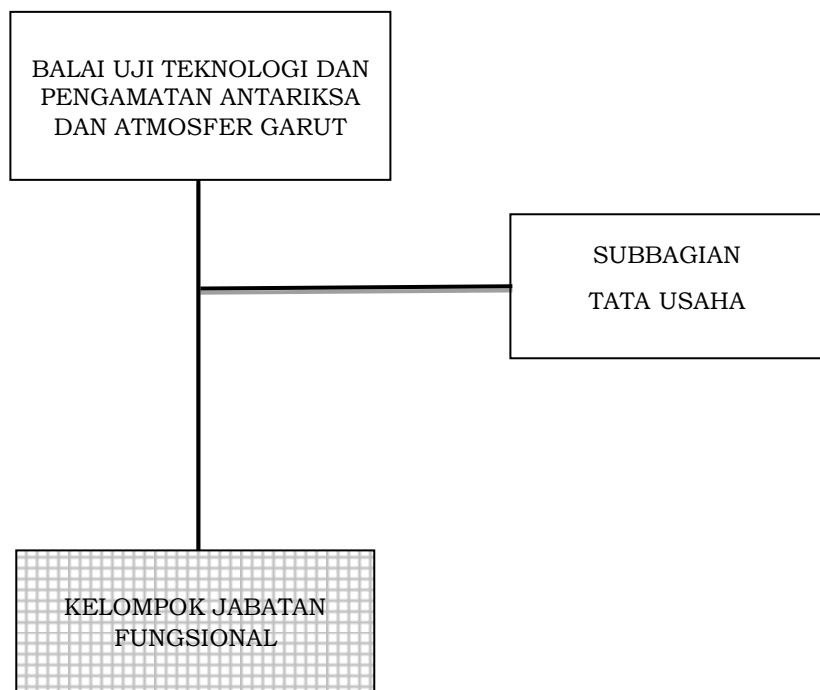 BALAI UJI TEKNOLOGI DAN
PENGAMATAN ANTARIKSA
DAN ATMOSFER GARUT
SUBBAGIAN
TATA USAHA
KELOMPOK JABATAN
FUNGSIONAL